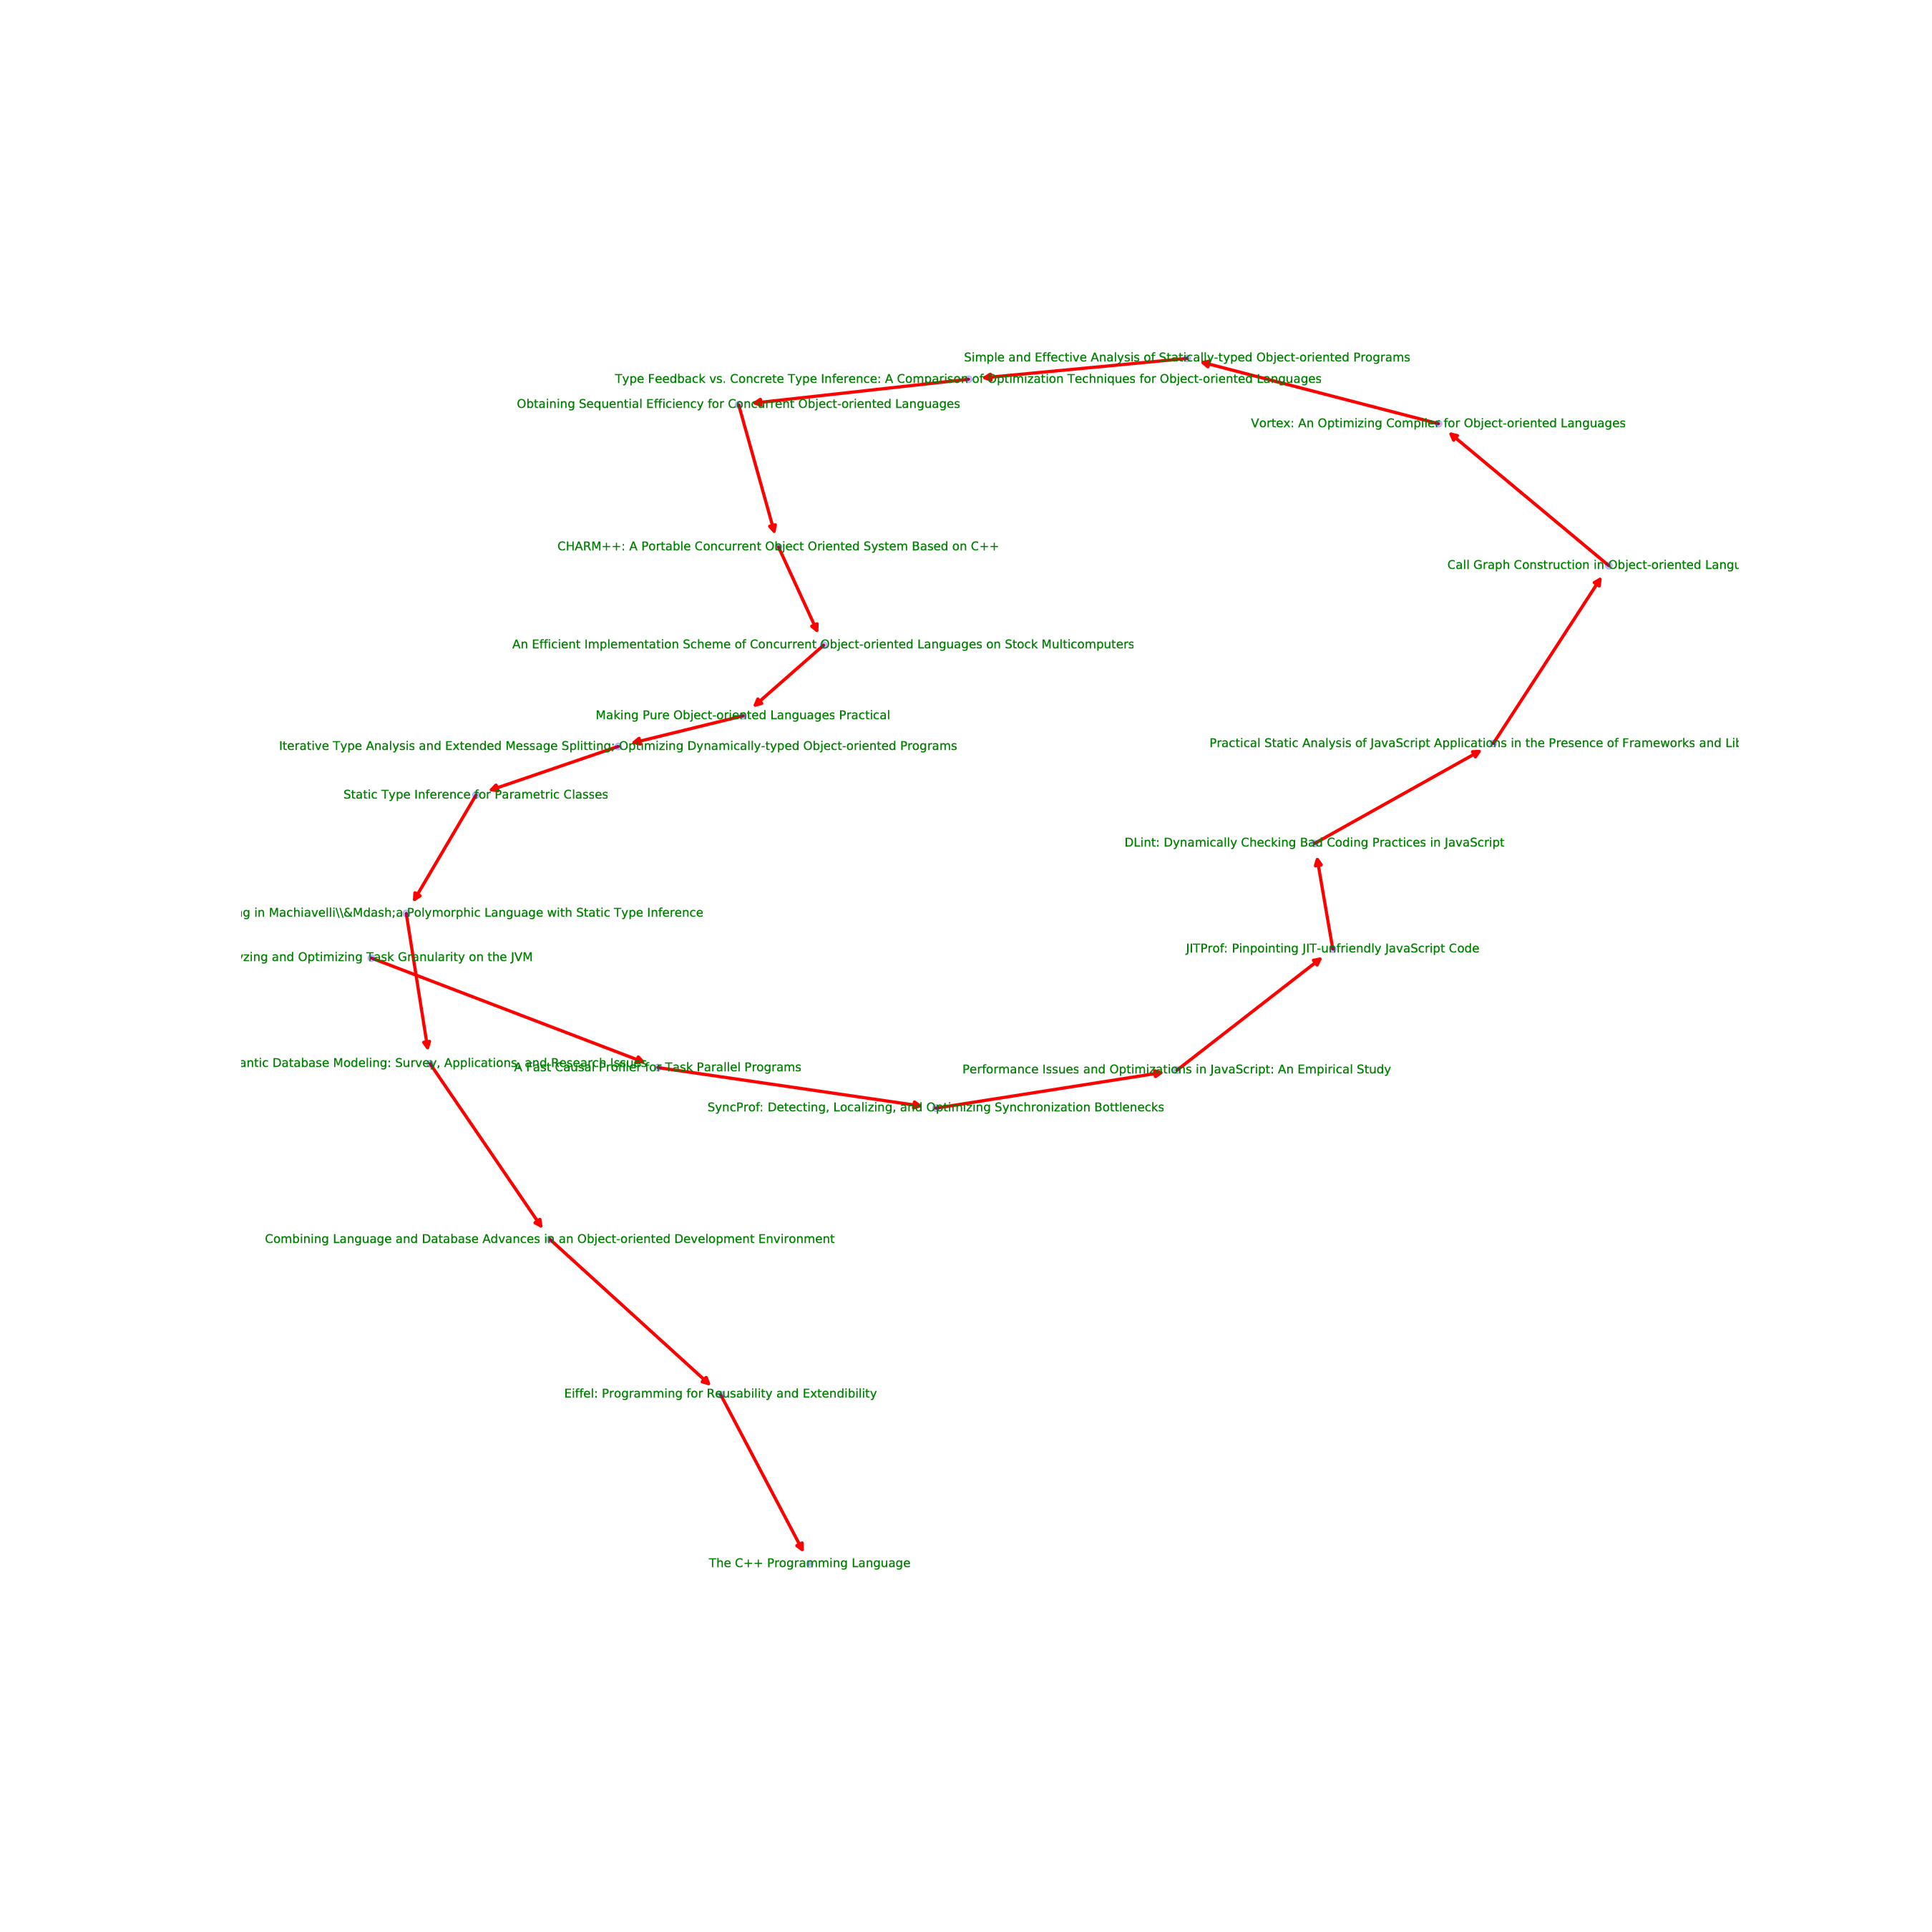 Simple and Effective Analysis of Statically-typed Object-oriented Programs
Type Feedback vs. Concrete Type Inference: A Comparison of Optimization Techniques for Object-oriented Languages
Obtaining Sequential Efficiency for Concurrent Object-oriented Languages
Vortex: An Optimizing Compiler for Object-oriented Languages
CHARM++: A Portable Concurrent Object Oriented System Based on C++
Call Graph Construction in Object-oriented
An Efficient Implementation Scheme of Concurrent Object-oriented Languages on Stock Multicomputers
Making Pure Object-oriented Languages Practical
Practical Static Analysis of JavaScript Applications in the Presence of Frameworks and
Iterative Type Analysis and Extended Message Splitting: Optimizing Dynamically-typed Object-oriented Programs
Static Type Inference for Parametric Classes
DLint: Dynamically Checking Bad Coding Practices in JavaScript
in Machiavelli\\&Mdash;a Polymorphic Language with Static Type Inference
JITProf: Pinpointing JIT-unfriendly JavaScript Code
and Optimizing Task Granularity on the JVM
Database Modeling: Survey, Applications, and Research Issues
A Fast Causal Profiler for Task Parallel Programs
Performance Issues and Optimizations in JavaScript: An Empirical Study
SyncProf: Detecting, Localizing, and Optimizing Synchronization Bottlenecks
Combining Language and Database Advances in an Object-oriented Development Environment
Eiffel: Programming for Reusability and Extendibility
The C++ Programming Language